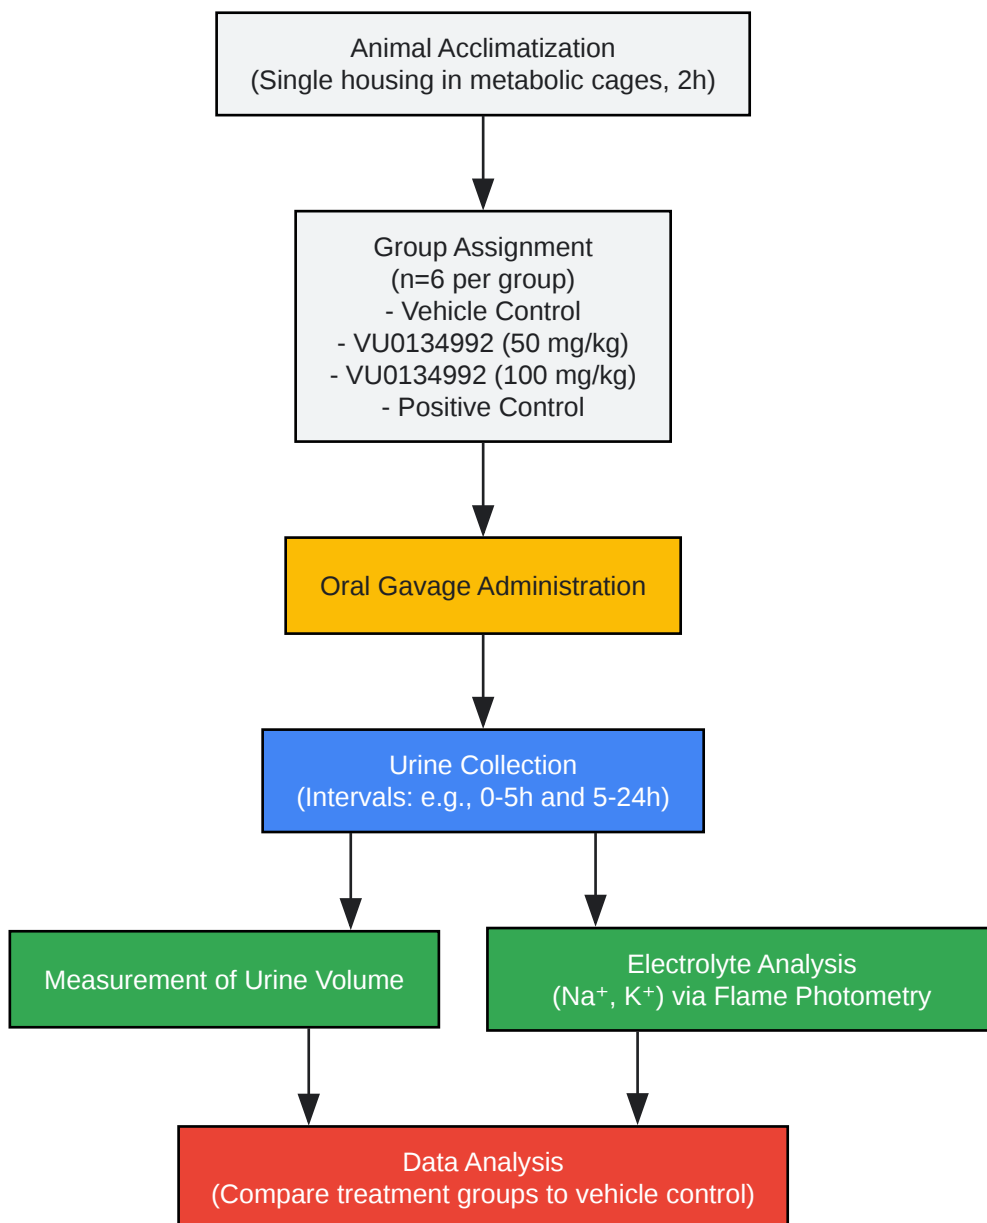 Animal Acclimatization
(Single housing in metabolic cages, 2h)
Group Assignment
(n=6 per group)
- Vehicle Control
- VU0134992 (50 mg/kg)
- VU0134992 (100 mg/kg)
- Positive Control
Oral Gavage Administration
Urine Collection
(Intervals: e.g., 0-5h and 5-24h)
Measurement of Urine Volume
Electrolyte Analysis
(Na⁺, K⁺) via Flame Photometry
Data Analysis
(Compare treatment groups to vehicle control)